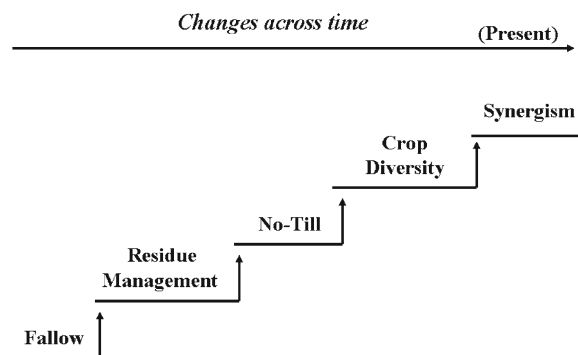 Changes across time
(Present)
Synergism
Crop
Diversity
No-Till
Residue
Management
Fallow